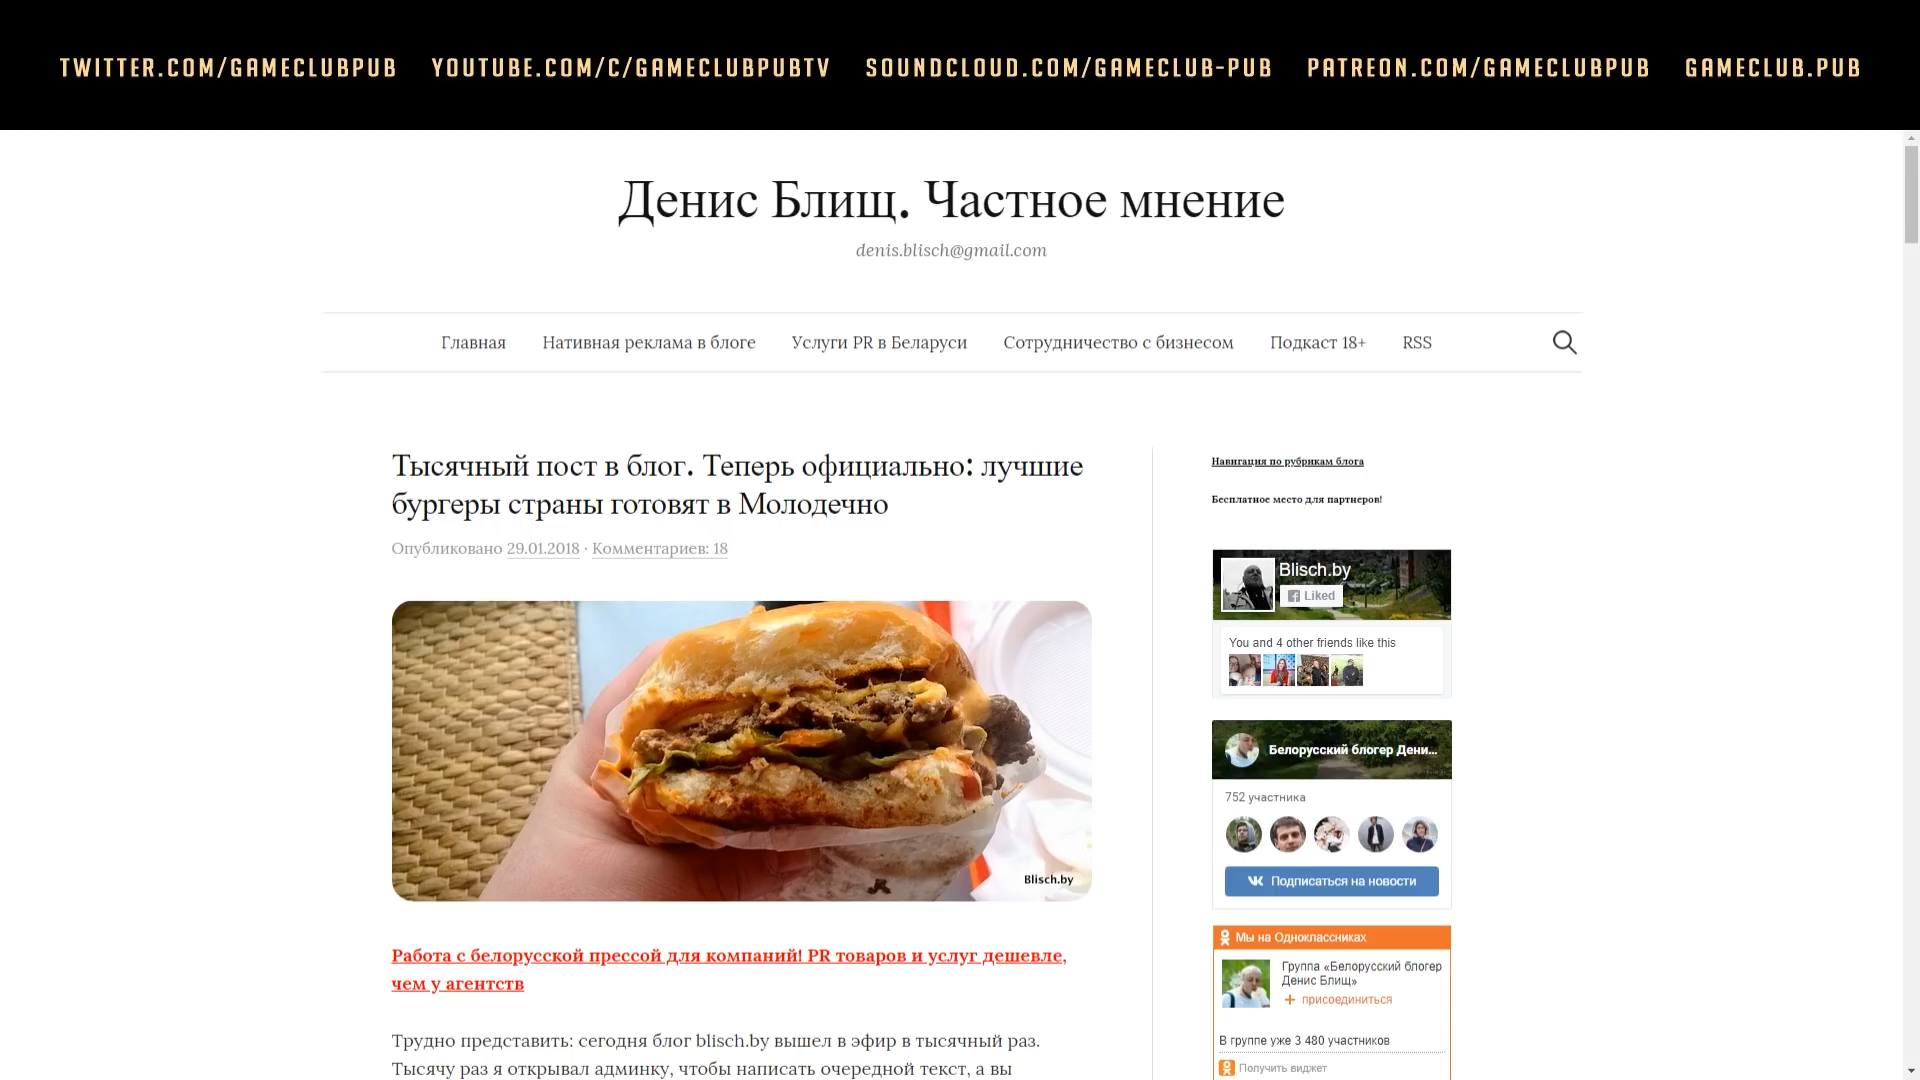 TWITTER.COM/GAMECLUBPUB YOUTUBE.COM/C/GAMECLUBPUBTV SOUNDCLOUD.COM/GAMECLUB-PUB PATREON.COM/GAMECLUBPUB GAMECLUB.PUB
Денис Блищ. Частное мнение
denis.blisch@gmail.com
Главная Нативная реклама в блоге Услуги PR в Беларуси Сотрудничество с бизнесом Подкаст 18+ RSS
Тысячный пост в блог. Теперь официально: лучшие
бургеры страны готовят в Молодечно
Опубликовано 29.01.2018 · Комментариев: 18
Blisch.by
Работа с белорусской прессой для компаний! PR товаров и услуг дешевле,
чем у агентств
Трудно представить: сегодня блог blisch.by вышел в эфир в тысячный раз.
Тысячу раз я открывал админку, чтобы написать очередной текст, а вы
Навигация по рубрикам блога
Бесплатное место для партнеров!
Blisch.by
Liked
You and 4 other friends like this
Белорусский блогер Дени...
752 участника
Подписаться на новости
Мы на Одноклассниках
Группа «Белорусский блогер
Денис Блищ»
+ присоединиться
В группе уже 3 480 участников
Получить виджет